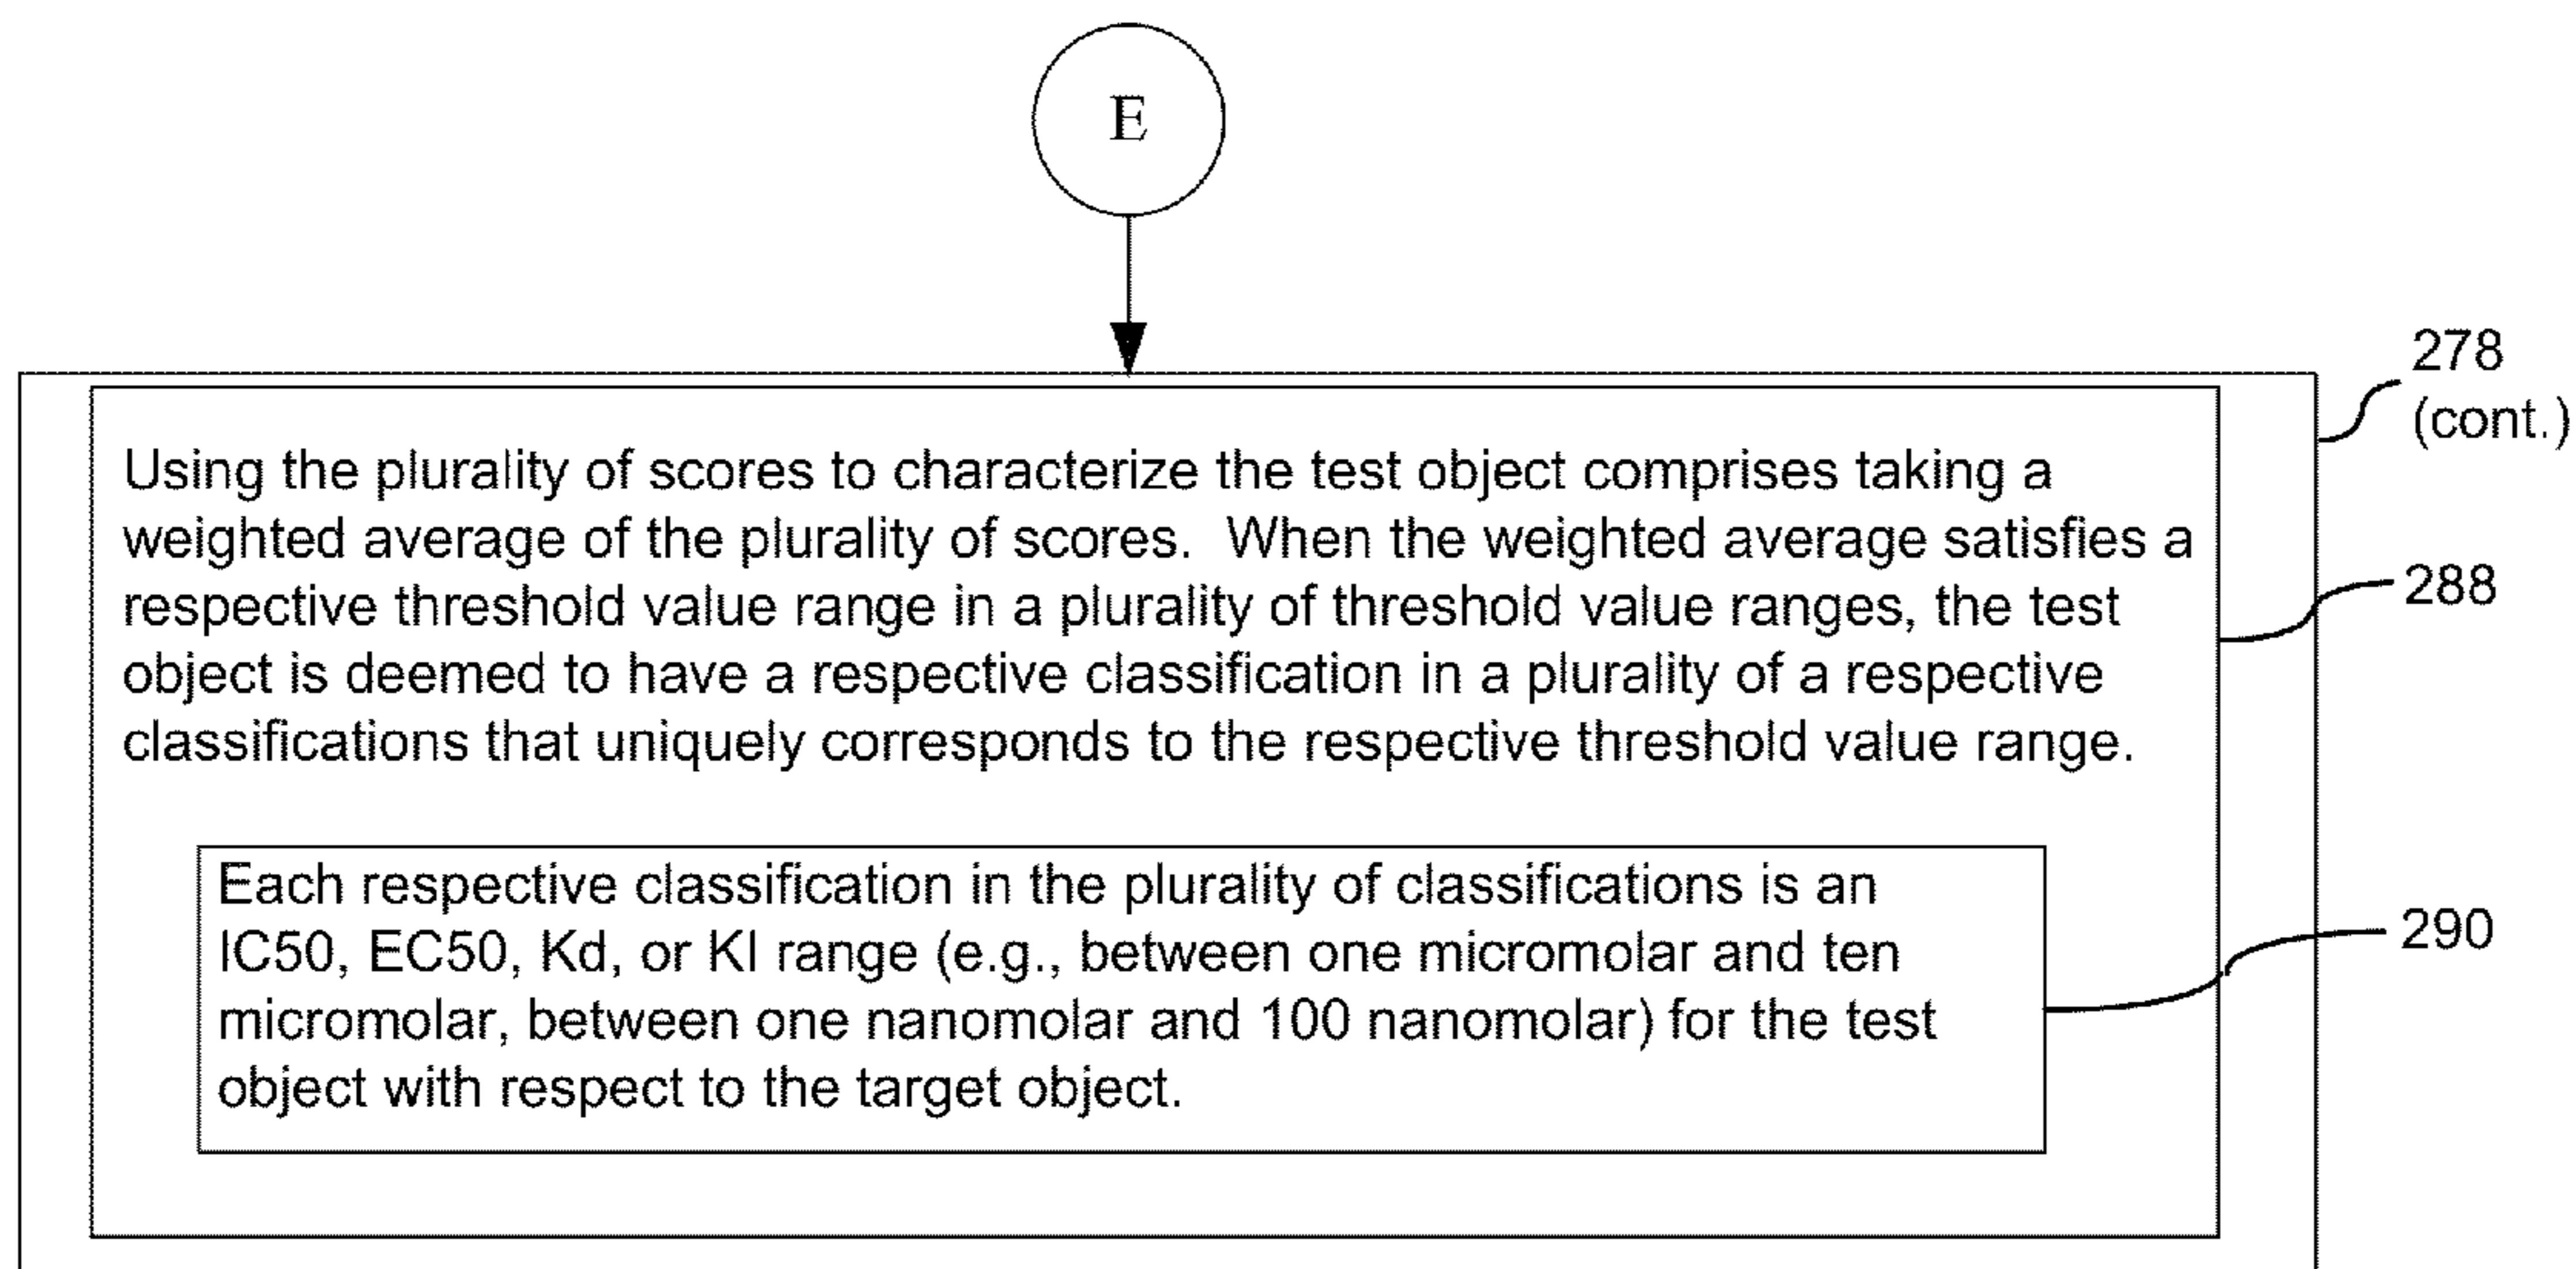 E
278
(cont.)
Using the plurality of scores to characterize the test object comprises taking a
weighted average of the plurality of scores.  When the weighted average satisfies a
respective threshold value range in a plurality of threshold value ranges, the test
object is deemed to have a respective classification in a plurality of a respective
classifications that uniquely corresponds to the respective threshold value range.
288
Each respective classification in the plurality of classifications is an
IC50, EC50, Kd, or KI range (e.g., between one micromolar and ten
micromolar, between one nanomolar and 100 nanomolar) for the test
object with respect to the target object.
290